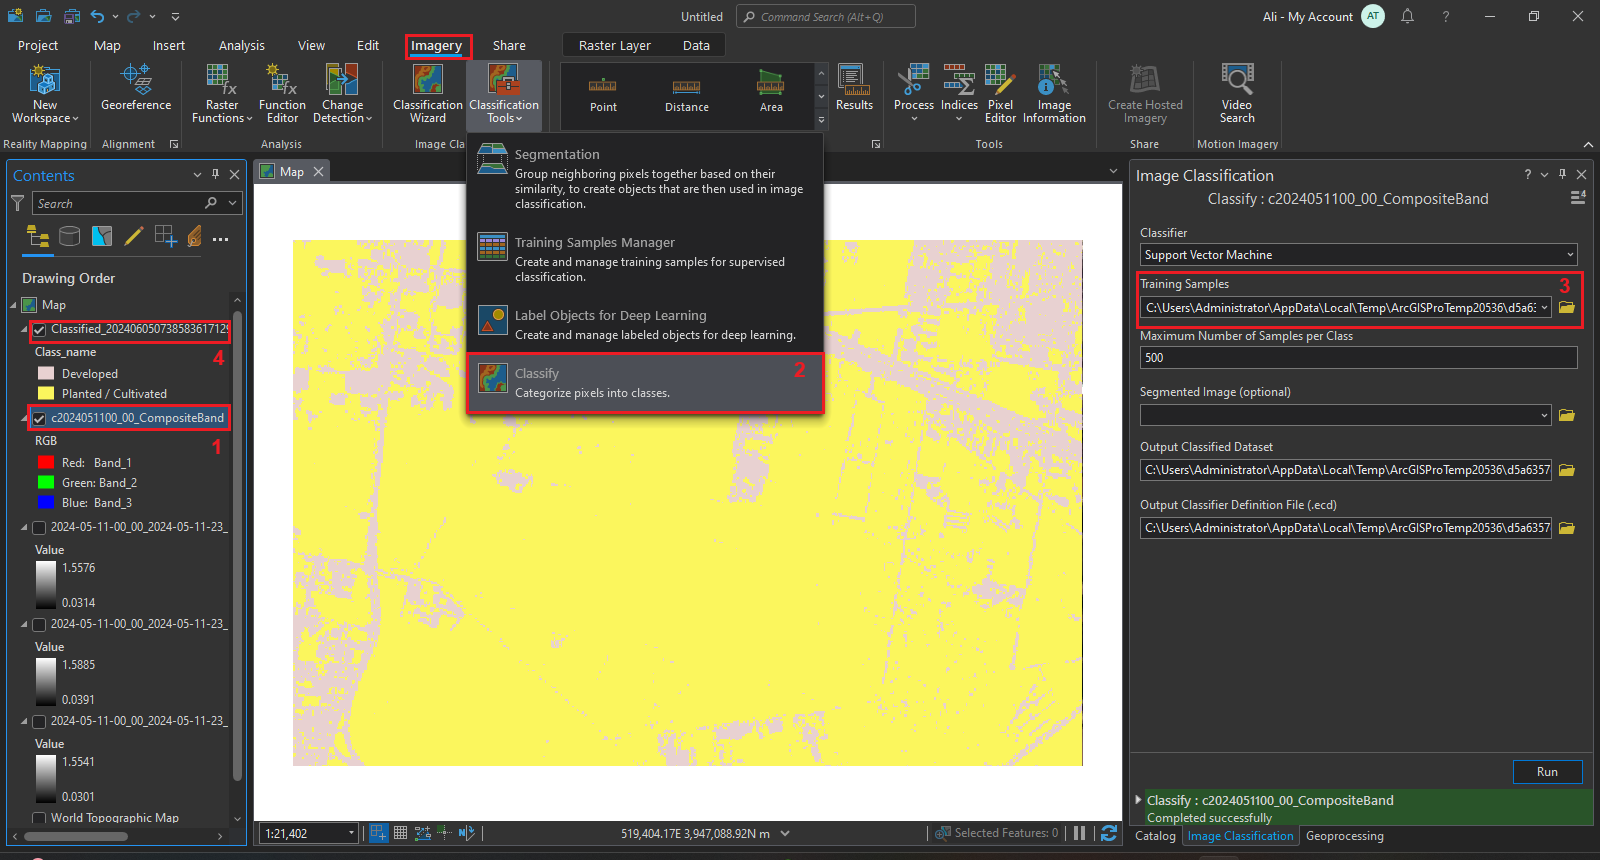 Untitled
Command Search (Alt+Q)
Ali - My Account
AT
?
Project
Map
Insert
Analysis
View
Edit
Imagery
Share
Raster Layer
Data
New
Workspace
Georeference
Raster
Functions
Function
Editor
Change
Detection
Classification
Wizard
Classification
Tools
Point
Distance
Area
Results
Process
Indices
Pixel
Editor
Image
Information
Create Hosted
Imagery
Video
Search
Reality Mapping
Alignment
Analysis
Image Cla
Tools
Share
Motion Imagery
Contents
Search
Drawing Order
Map
Classified_202406050738583617129
Class_name
4
Developed
Planted / Cultivated
c2024051100_00_CompositeBand
RGB
1
Red: Band_1
Green: Band_2
Blue: Band_3
2024-05-11-00_00_2024-05-11-23_
Value
1.5576
0.0314
2024-05-11-00_00_2024-05-11-23_
Value
1.5885
0.0391
2024-05-11-00_00_2024-05-11-23_
Value
1.5541
0.0301
World Topographic Map
Map
Segmentation
Group neighboring pixels together based on their
similarity, to create objects that are then used in image
classification.
Training Samples Manager
Create and manage training samples for supervised
classification.
Label Objects for Deep Learning
Create and manage labeled objects for deep learning.
Classify
2
Categorize pixels into classes.
1:21,402
519,404.17E 3,947,088.92N m
Selected Features: 0
Image Classification
?
Classify : c2024051100_00_CompositeBand
Classifier
Support Vector Machine
Training Samples
3
C:\Users\Administrator\AppData\Local\Temp\ArcGISProTemp20536\d5a63
Maximum Number of Samples per Class
500
Segmented Image (optional)
Output Classified Dataset
C:\Users\Administrator\AppData\Local\Temp\ArcGISProTemp20536\d5a6357
Output Classifier Definition File (.ecd)
C:\Users\Administrator\AppData\Local\Temp\ArcGISProTemp20536\d5a6357
Run
Classify : c2024051100_00_CompositeBand
Completed successfully
Catalog
Image Classification
Geoprocessing